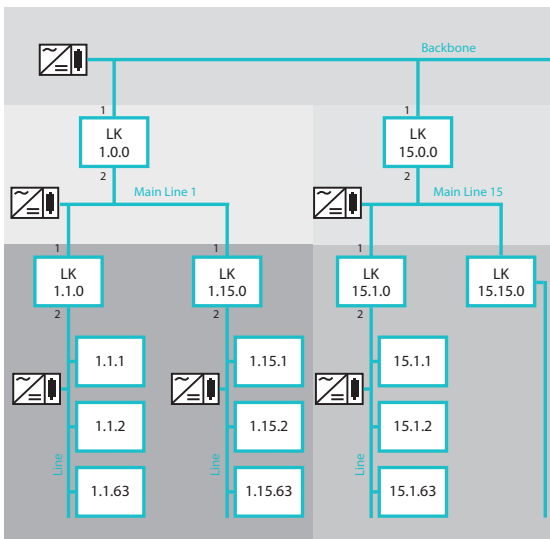 Backbone
1
LK
1.0.0
2
1
LK
15.0.0
2
Main Line 1
Main Line 15
1
LK
1.1.0
2
1
LK
1.15.0
2
1
LK
15.1.0
2
LK
15.15.0
1.1.1
1.15.1
15.1.1
1.1.2
1.15.2
15.1.2
Line
Line
Line
1.1.63
1.15.63
15.1.63